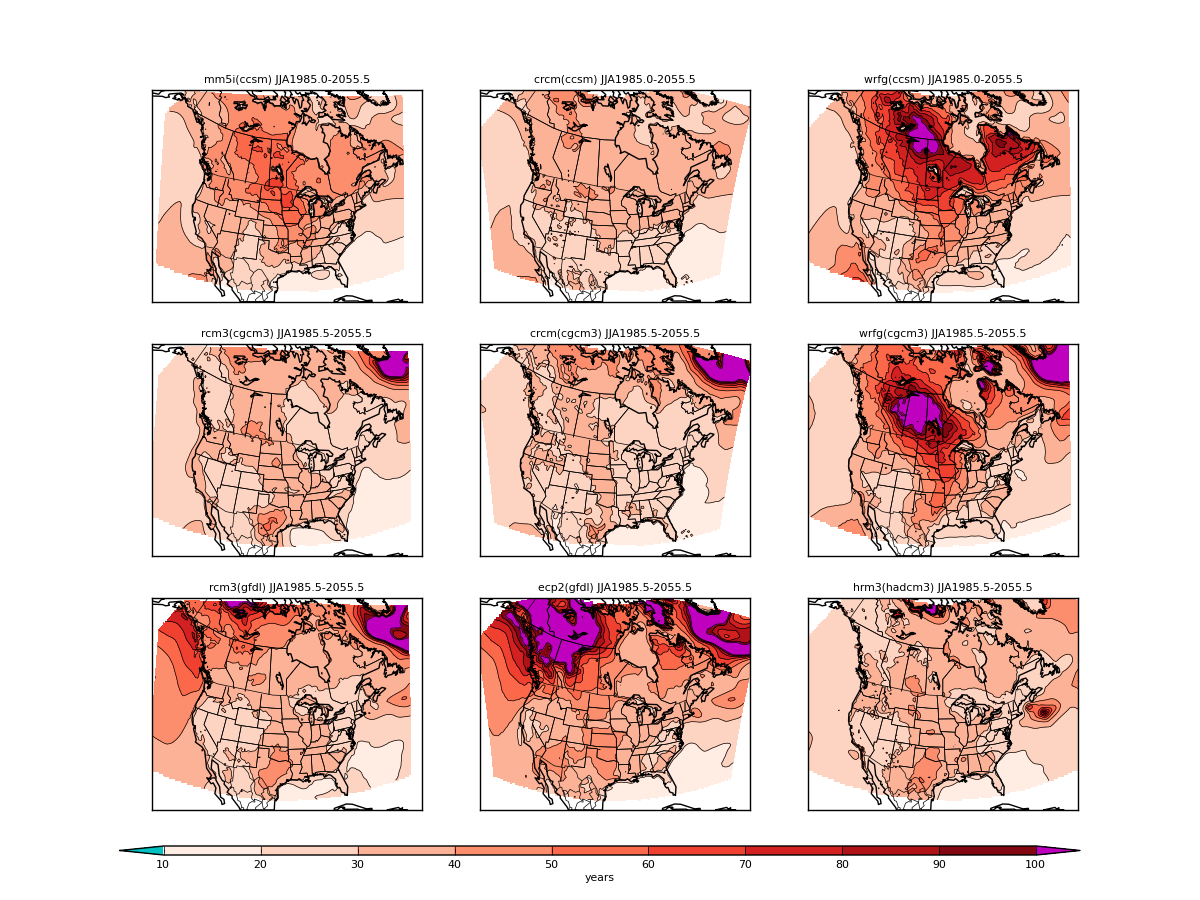 mm5i(ccsm) JJA1985.0-2055.5
crcm(ccsm) JJA1985.0-2055.5
wrfg(ccsm) JJA1985.0-2055.5
rcm3(cgcm3) JJA1985.5-2055.5
crcm(cgcm3) JJA1985.5-2055.5
wrfg(cgcm3) JJA1985.5-2055.5
rcm3(gfdl) JJA1985.5-2055.5
ecp2(gfdl) JJA1985.5-2055.5
hrm3(hadcm3) JJA1985.5-2055.5
10 20 30 40 50 60 70 80 90 100
years